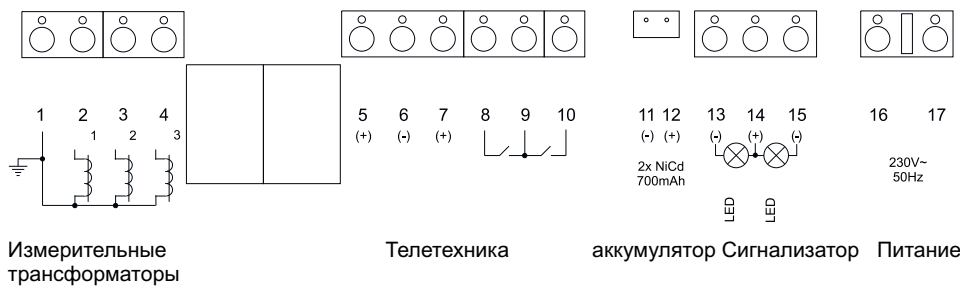 1 2 3 4 5 6 7 8 9 10 11 12 13 14 15 16 17
1 2 3 (+) (-) (+) (-) (+) (-) (+) (-)
2x NiCd
700mAh
230V~
50Hz
LED LED
Измерительные
трансформаторы
Телетехника
аккумулятор Сигнализатор Питание